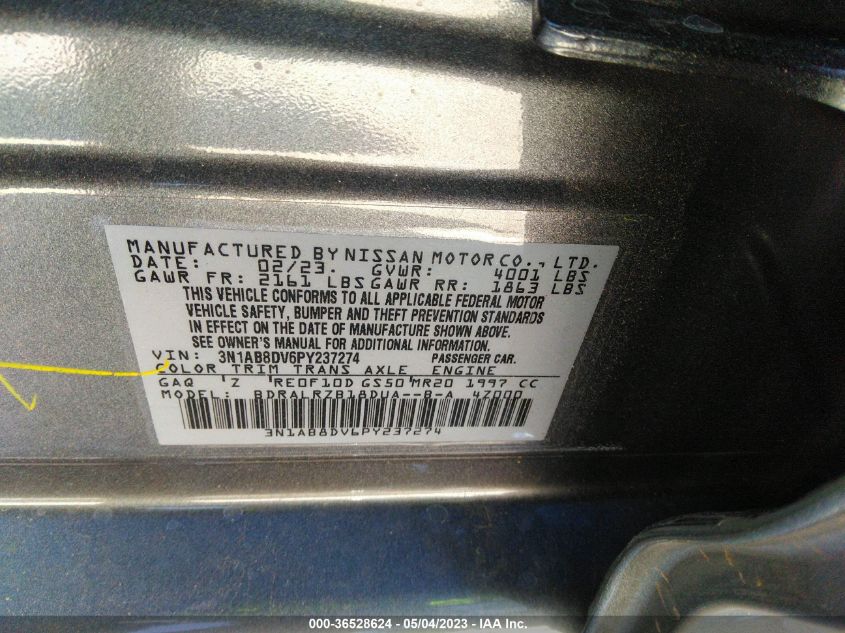 MANUFACTURED BY NISSAN MOTOR CO., LTD.
DATE: 02/23. GVWR: 4001 LBS
GAWR FR: 2161 LBS GAWR RR: 1863 LBS
THIS VEHICLE CONFORMS TO ALL APPLICABLE FEDERAL MOTOR
VEHICLE SAFETY, BUMPER AND THEFT PREVENTION STANDARDS
IN EFFECT ON THE DATE OF MANUFACTURE SHOWN ABOVE.
SEE OWNER'S MANUAL FOR ADDITIONAL INFORMATION.
VIN: 3N1AB8DV6PY237274 PASSENGER CAR.
COLOR TRIM TRANS AXLE ENGINE
GAQ 'Z 'RE0F10D GS50'MR20 1997 CC
MODEL: BDRALRZB18DUA--B-A 4Z000
3N1AB8DV6PY237274
000-36528624 - 05/04/2023 - IAA Inc.